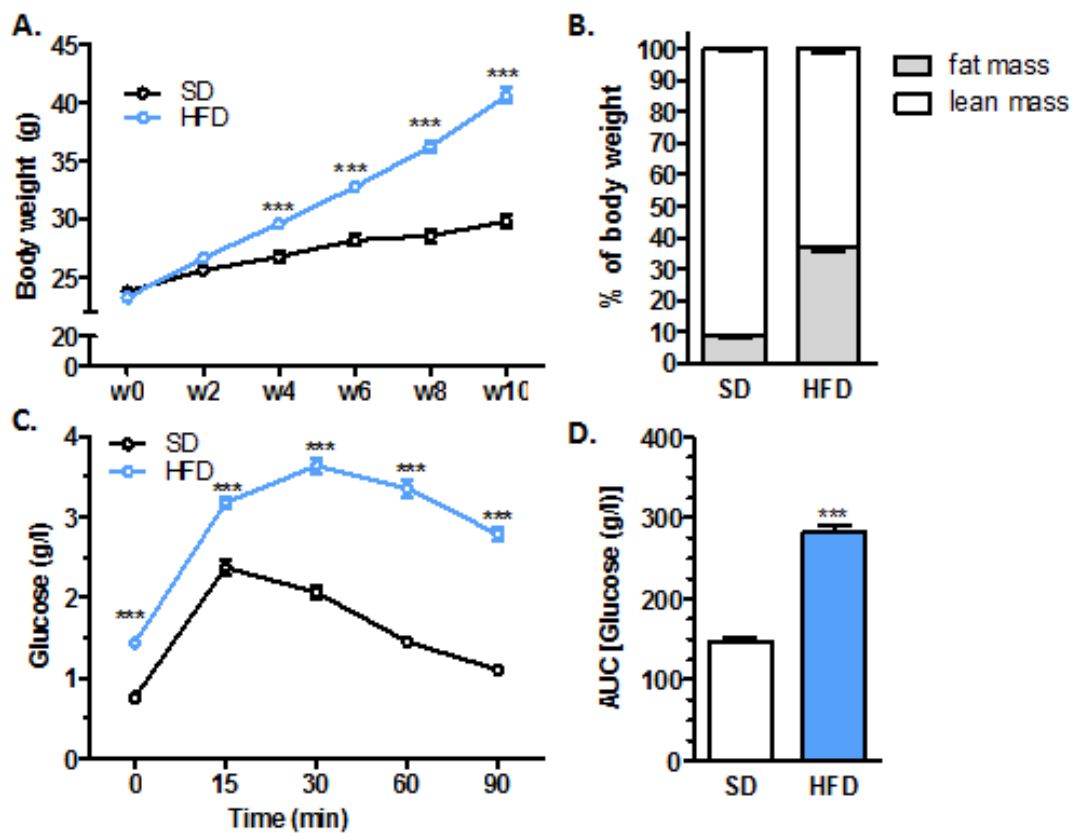 A.
Body weight (g)
45
40
35
30
25
20
0
SD
HFD
***
***
***
***
w0 w2 w4 w6 w8 w10
B.
% of body weight
100
90
80
70
60
50
40
30
20
10
0
SD HFD
fat mass
lean mass
C.
Glucose (g/l)
4
3
2
1
0
SD
HFD
***
***
***
***
***
0 15 30 60 90
Time (min)
D.
AUC [Glucose (g/l)]
400
300
200
100
0
***
SD HFD